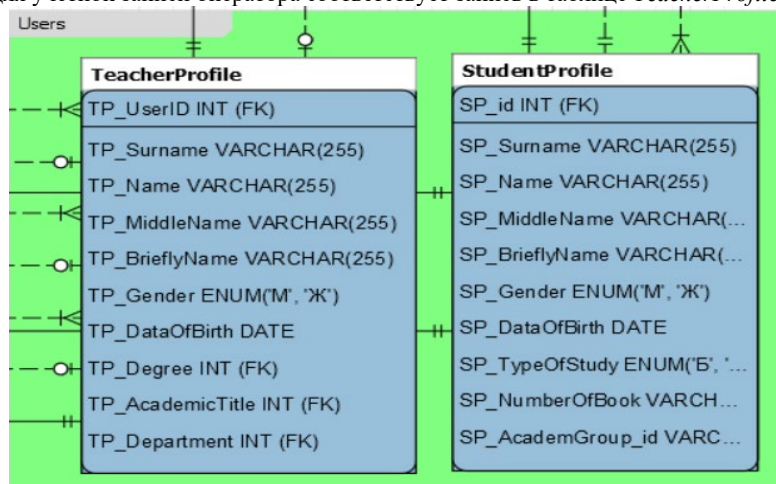 Users
TeacherProfile
TP_UserID INT (FK)
TP_Surname VARCHAR(255)
TP_Name VARCHAR(255)
TP_MiddleName VARCHAR(255)
TP_BrieflyName VARCHAR(255)
TP_Gender ENUM('М', 'Ж')
TP_DataOfBirth DATE
TP_Degree INT (FK)
TP_AcademicTitle INT (FK)
TP_Department INT (FK)
StudentProfile
SP_id INT (FK)
SP_Surname VARCHAR(255)
SP_Name VARCHAR(255)
SP_MiddleName VARCHAR(...
SP_BrieflyName VARCHAR(...
SP_Gender ENUM('М', 'Ж')
SP_DataOfBirth DATE
SP_TypeOfStudy ENUM('Б', '...
SP_NumberOfBook VARCH...
SP_AcademGroup_id VARC...